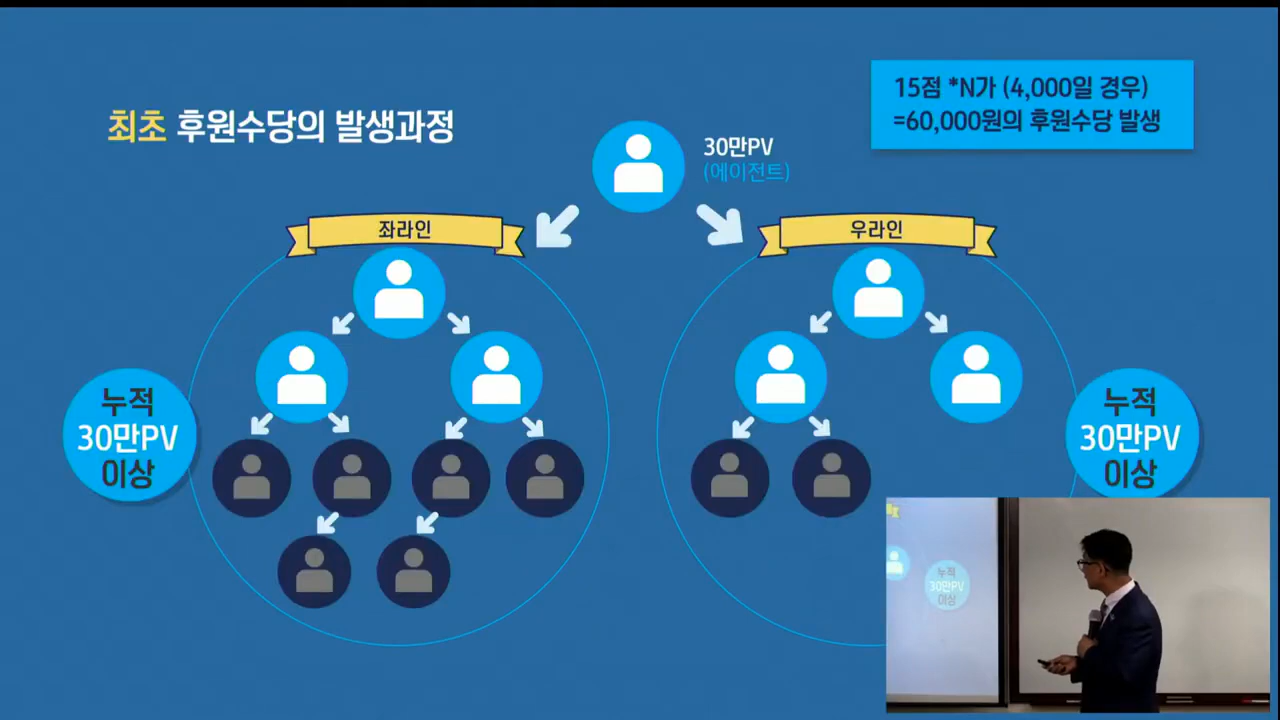 최초 후원수당의 발생과정
15점 *N가 (4,000일 경우)
=60,000원의 후원수당 발생
30만PV
(에이전트)
좌라인
우라인
누적
30만PV
이상
누적
30만PV
이상
누적
30만PV
이상